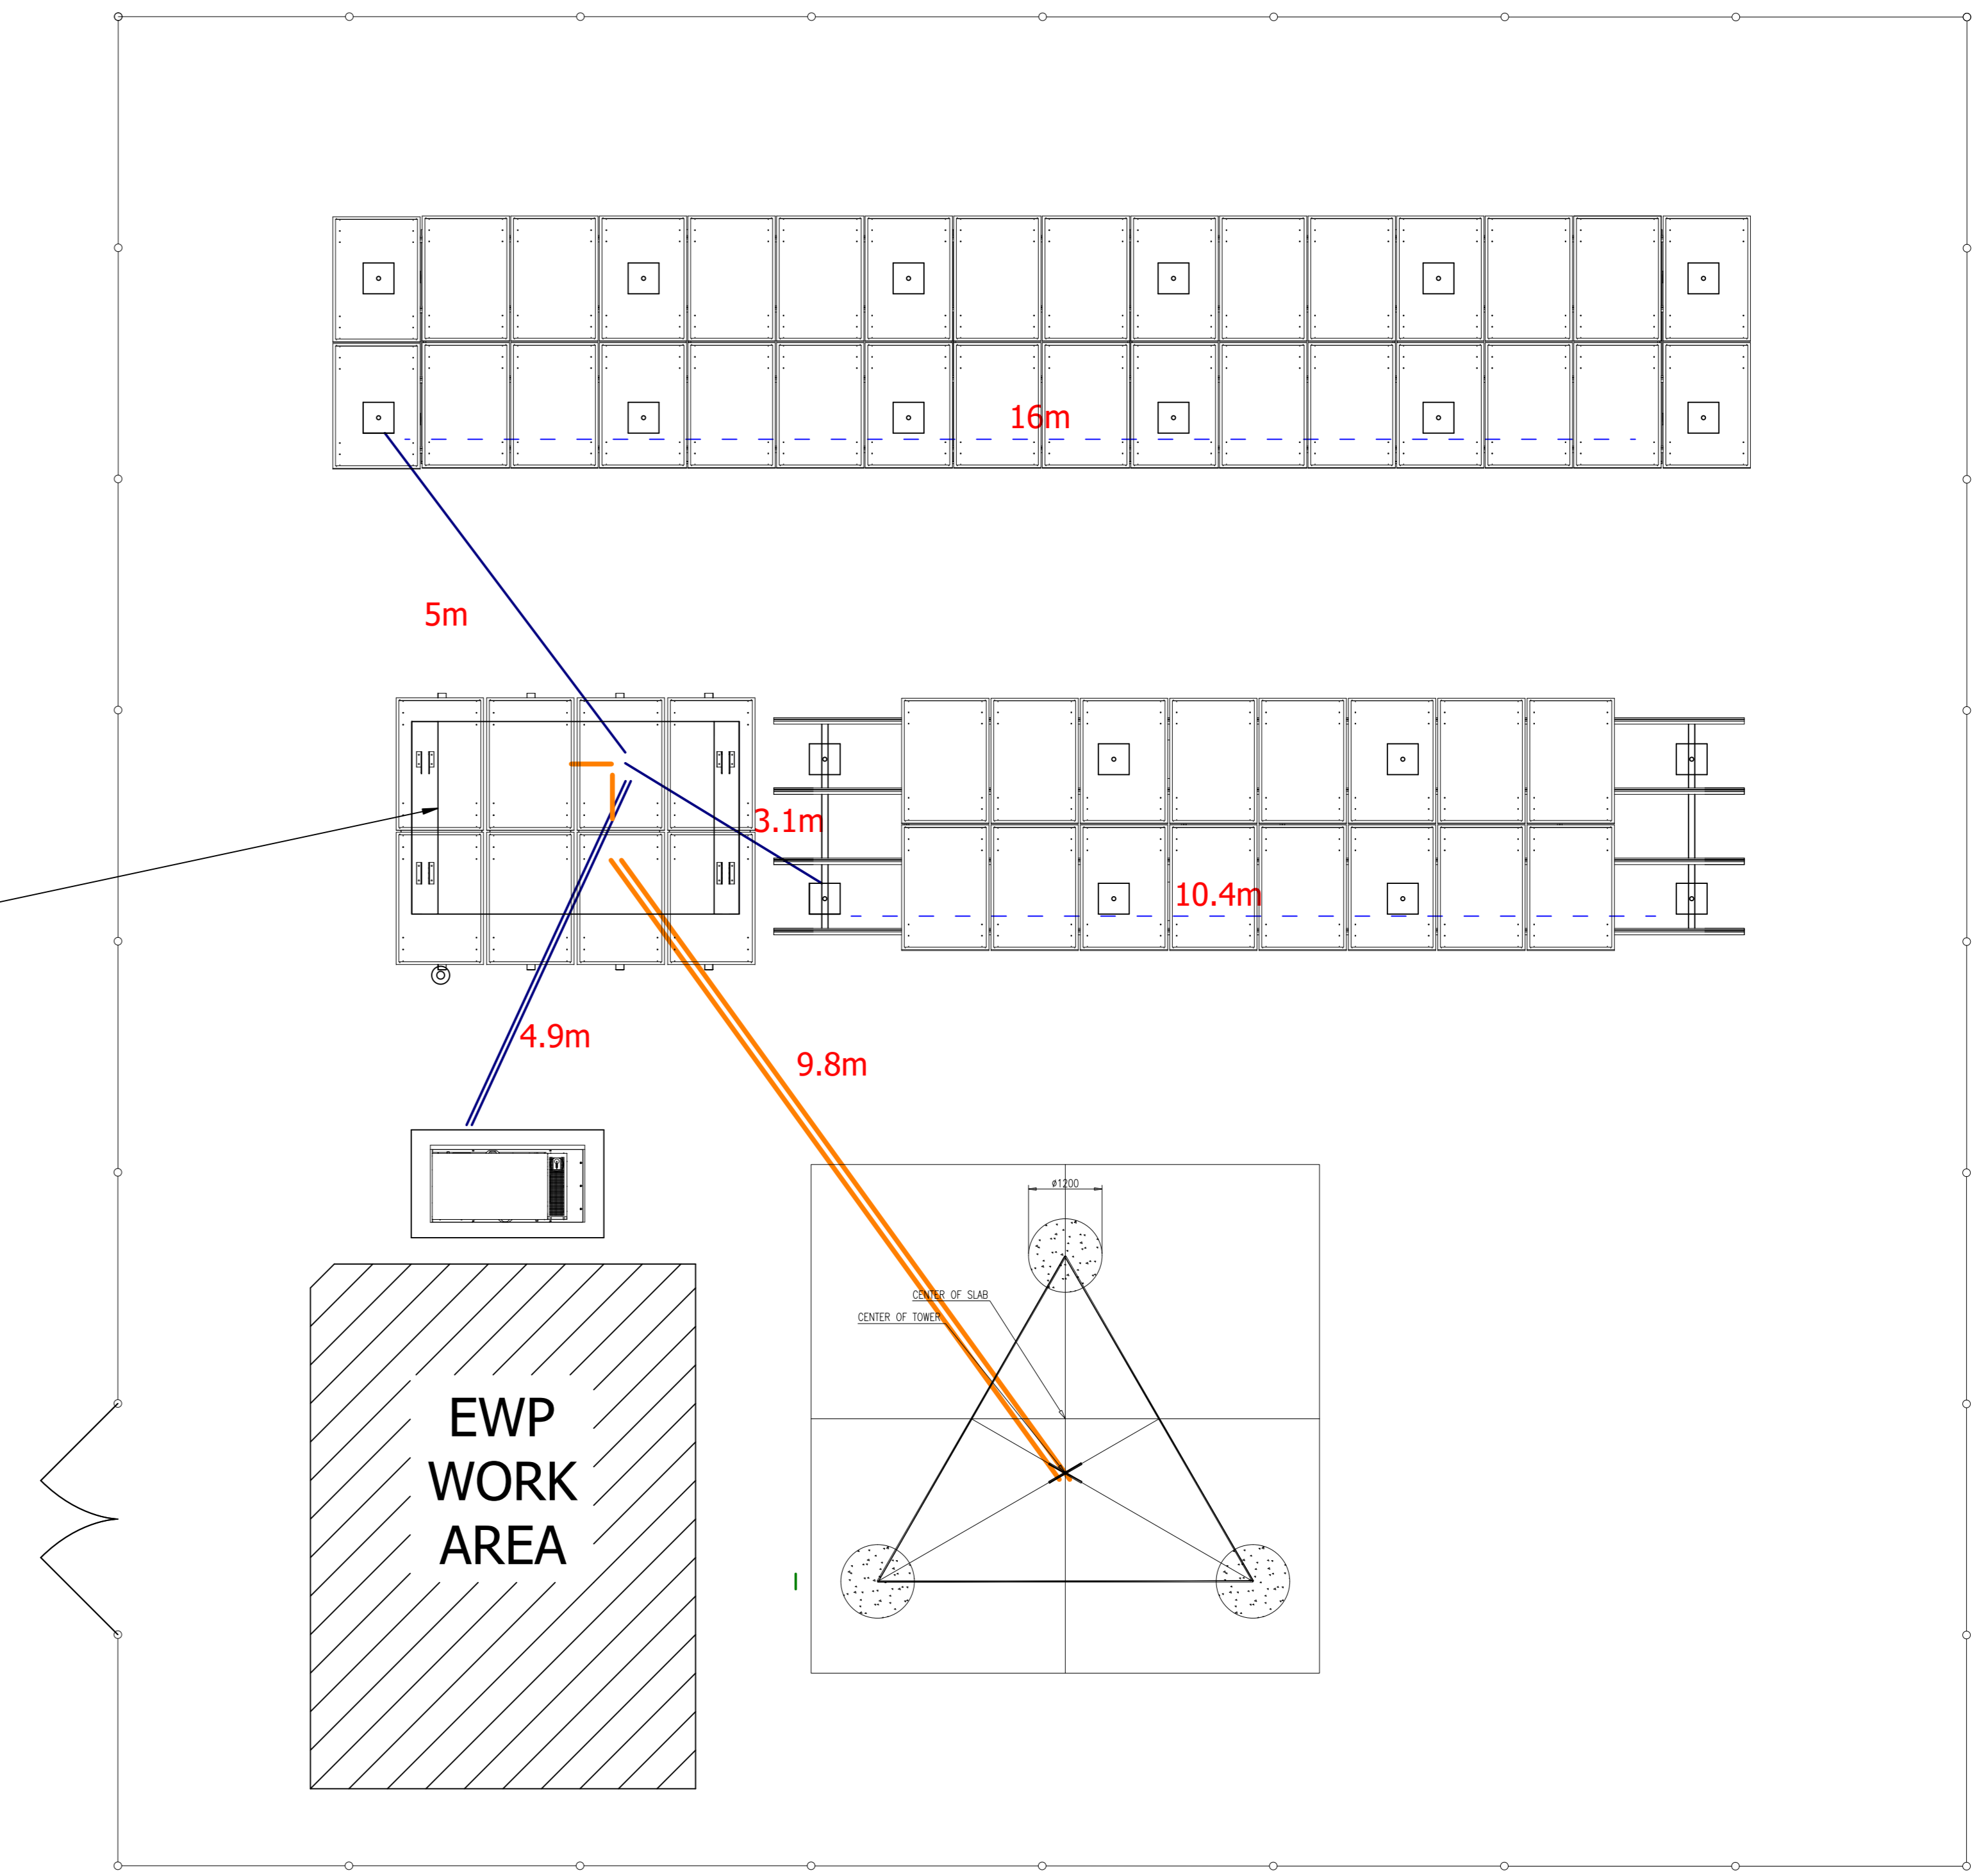 16m
5m
3.1m
10.4m
4.9m
9.8m
ø1200
CENTER OF SLAB
CENTER OF TOWER
EWP
WORK
AREA